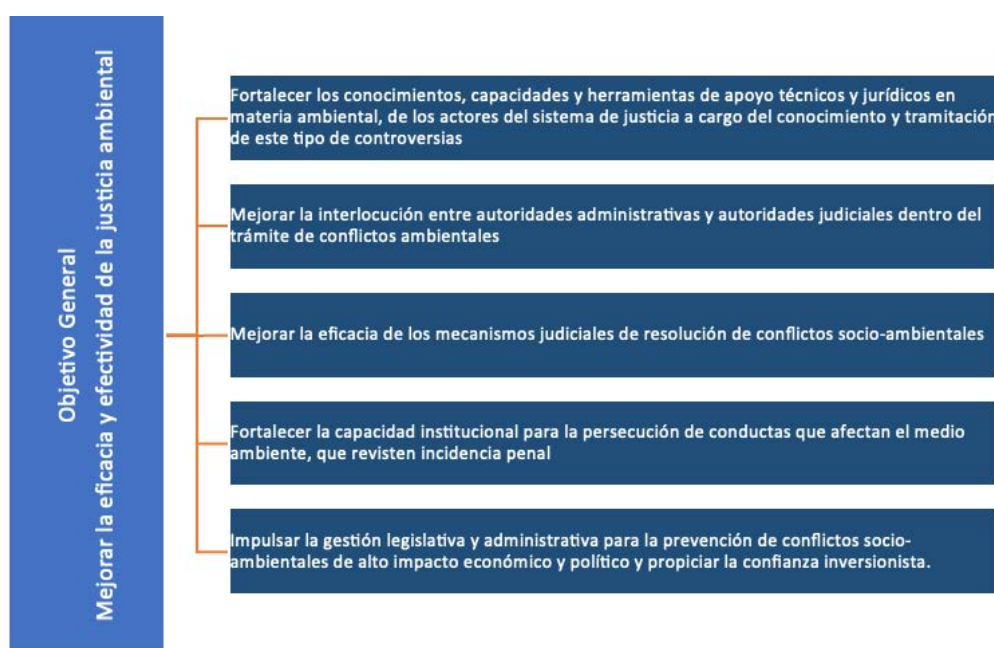 Objetivo General
Mejorar la eficacia y efectividad de la justicia ambiental
Fortalecer los conocimientos, capacidades y herramientas de apoyo técnicos y jurídicos en
materia ambiental, de los actores del sistema de justicia a cargo del conocimiento y tramitación
de este tipo de controversias
Mejorar la interlocución entre autoridades administrativas y autoridades judiciales dentro del
trámite de conflictos ambientales
Mejorar la eficacia de los mecanismos judiciales de resolución de conflictos socio-ambientales
Fortalecer la capacidad institucional para la persecución de conductas que afectan el medio
ambiente, que revisten incidencia penal
Impulsar la gestión legislativa y administrativa para la prevención de conflictos socio-
ambientales de alto impacto económico y político y propiciar la confianza inversionista.